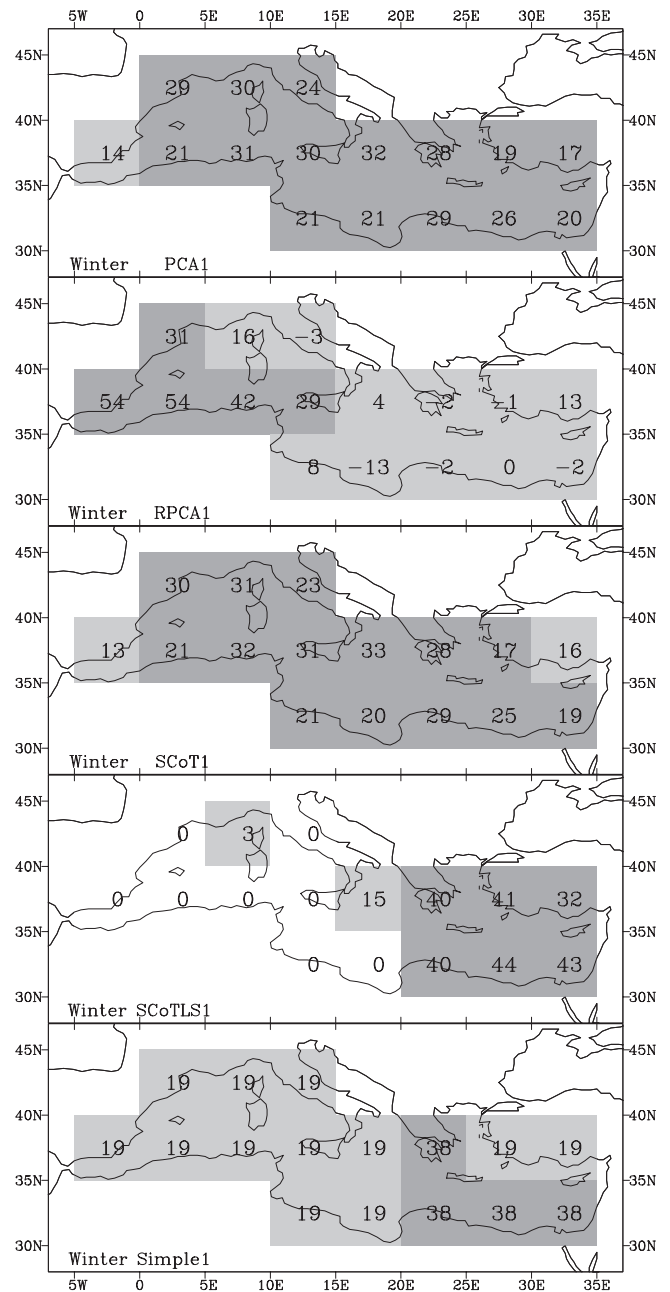 5W 0 5E 10E 15E 20E 25E 30E 35E
45N 29 30 24 45N
40N 40N
14 21 31 30 32 28 19 17
35N 35N
21 21 29 26 20
30N 30N
Winter PCA1
45N 31 16 −3 45N
40N 40N
54 54 42 29 4 −2 −1 13
35N 35N
8 −13 −2 0 −2
30N 30N
Winter RPCA1
45N 30 31 23 45N
40N 40N
13 21 32 31 33 28 17 16
35N 35N
21 20 29 25 19
30N 30N
Winter SCoT1
45N 0 3 0 45N
40N 40N
0 0 0 0 15 40 41 32
35N 35N
0 0 40 44 43
30N 30N
Winter SCoTLS1
45N 19 19 19 45N
40N 40N
19 19 19 19 19 38 19 19
35N 35N
19 19 38 38 38
30N 30N
Winter Simple1
5W 0 5E 10E 15E 20E 25E 30E 35E